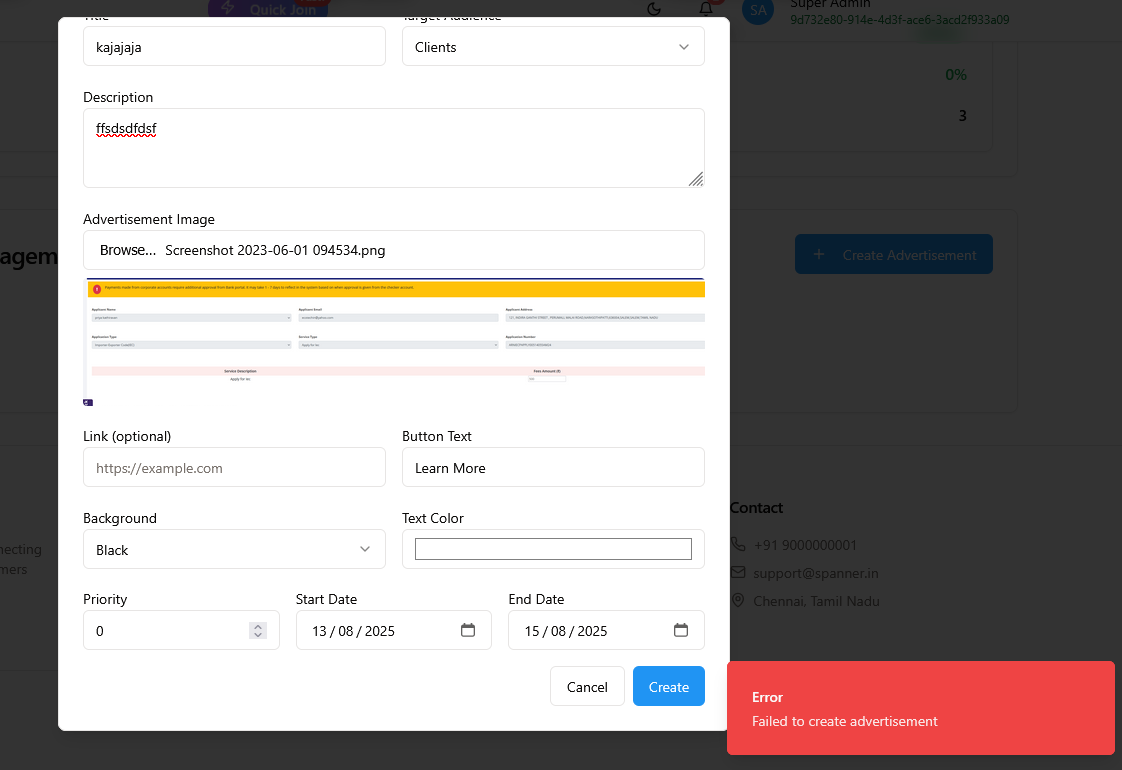 Quick Join
Super Admin
SA
9d732e80-914e-4d3f-ace6-3acd2f933a09
Title
Target Audience
kajajaja
Clients
0%
3
Description
ffsdsdfdsf
Advertisement Image
Browse... Screenshot 2023-06-01 094534.png
agem
+ Create Advertisement
Payments made from corporate accounts require additional approval from Bank portal. It may take 1 - 7 days to reflect in the system based on when approval is given from the checker account.
Applicant Name
Applicant Email
Applicant Address
Application Type
Service Type
Application Number
Apply for iec
Service Description
Fees Amount (₹)
Apply for iec
Link (optional)
Button Text
https://example.com
Learn More
Background
Text Color
Black
Contact
necting
mers
+91 9000000001
support@spanner.in
Chennai, Tamil Nadu
Priority
Start Date
End Date
0
13 / 08 / 2025
15 / 08 / 2025
Cancel
Create
Error
Failed to create advertisement